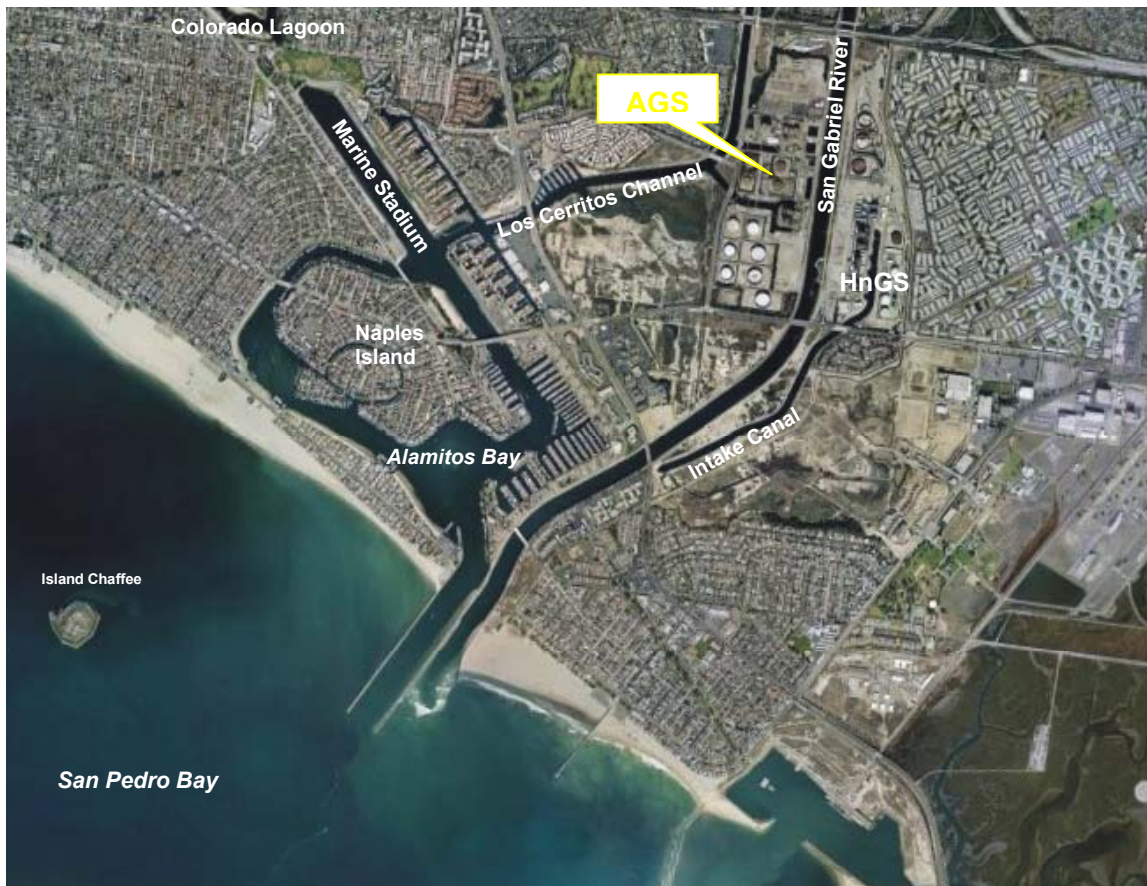 Colorado Lagoon
AGS
San Gabriel River
Marine Stadium
Los Cerritos Channel
HnGS
Naples
Island
Intake Canal
Alamitos Bay
Island Chaffee
San Pedro Bay